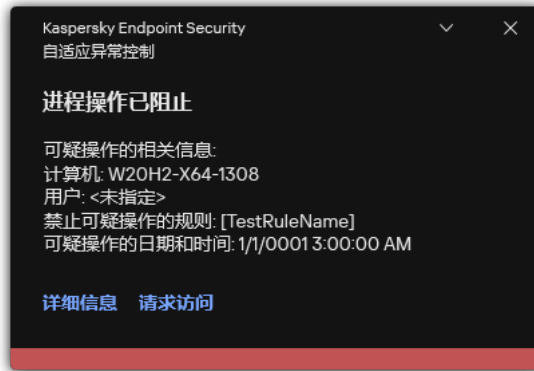 Kaspersky Endpoint Security
自适应异常控制
进程操作已阻止
可疑操作的相关信息:
计算机: W20H2-X64-1308
用户: <未指定>
禁止可疑操作的规则: [TestRuleName]
可疑操作的日期和时间: 1/1/0001 3:00:00 AM
详细信息 请求访问